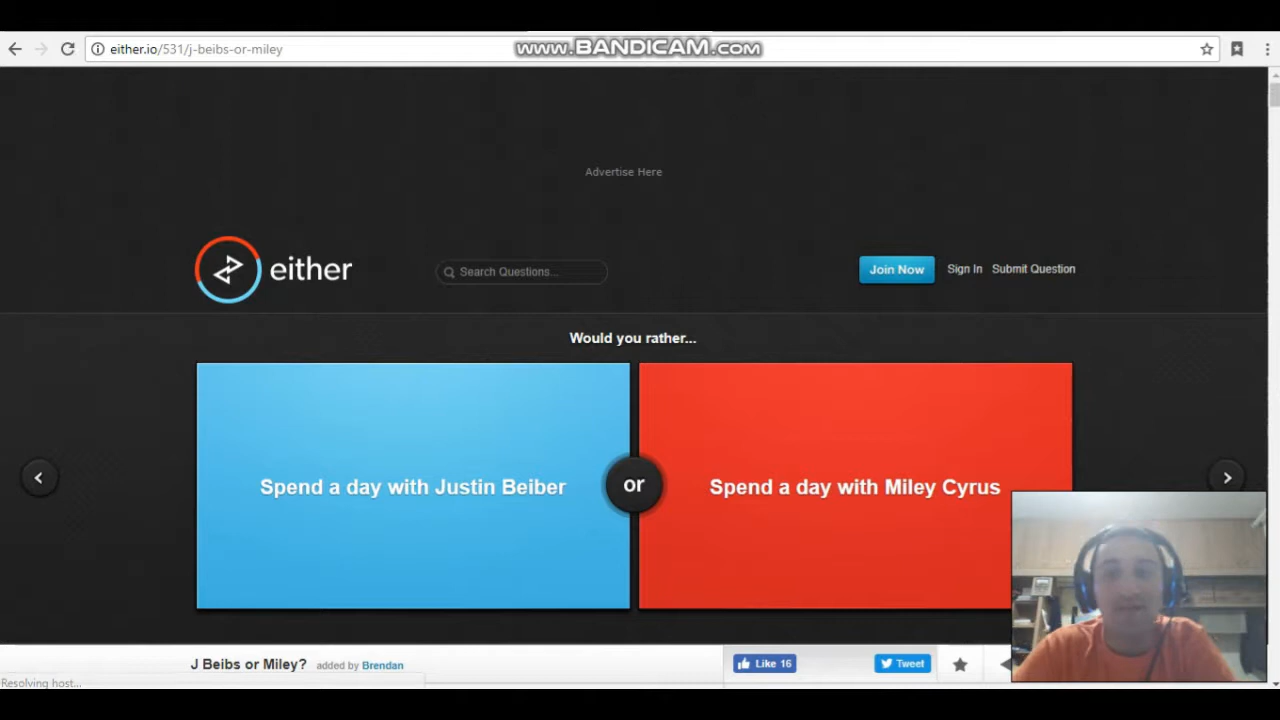 www.BANDICAM.com
either.io/531/j-beibs-or-miley
Advertise Here
either
Search Questions...
Join Now
Sign In
Submit Question
Would you rather...
Spend a day with Justin Beiber
or
Spend a day with Miley Cyrus
J Beibs or Miley? added by Brendan
Like 16
Tweet
Resolving host...